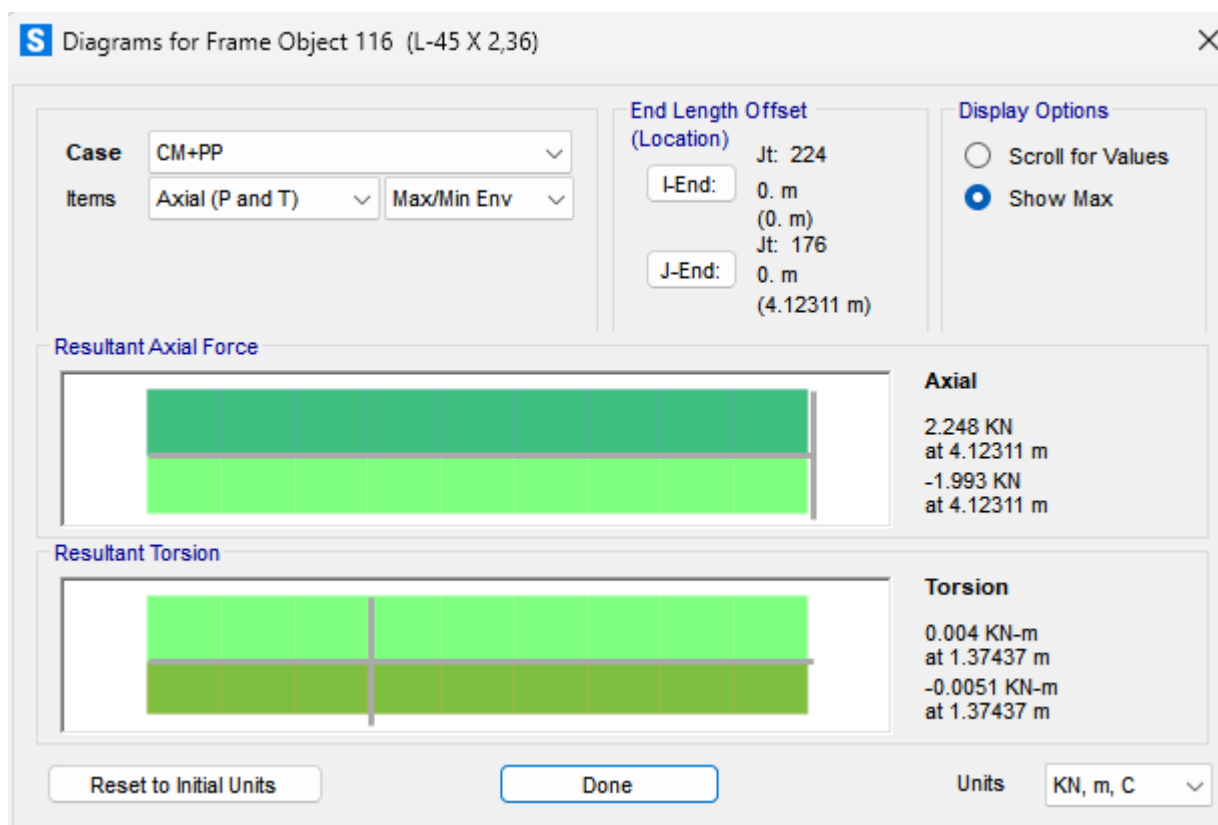 S Diagrams for Frame Object 116 (L-45 X 2,36)
Case CM+PP
Items Axial (P and T) Max/Min Env
End Length Offset
(Location)
Jt: 224
I-End: 0. m
(0. m)
Jt: 176
J-End: 0. m
(4.12311 m)
Display Options
Scroll for Values
Show Max
Resultant Axial Force
Axial
2.248 KN
at 4.12311 m
-1.993 KN
at 4.12311 m
Resultant Torsion
Torsion
0.004 KN-m
at 1.37437 m
-0.0051 KN-m
at 1.37437 m
Reset to Initial Units Done Units KN, m, C